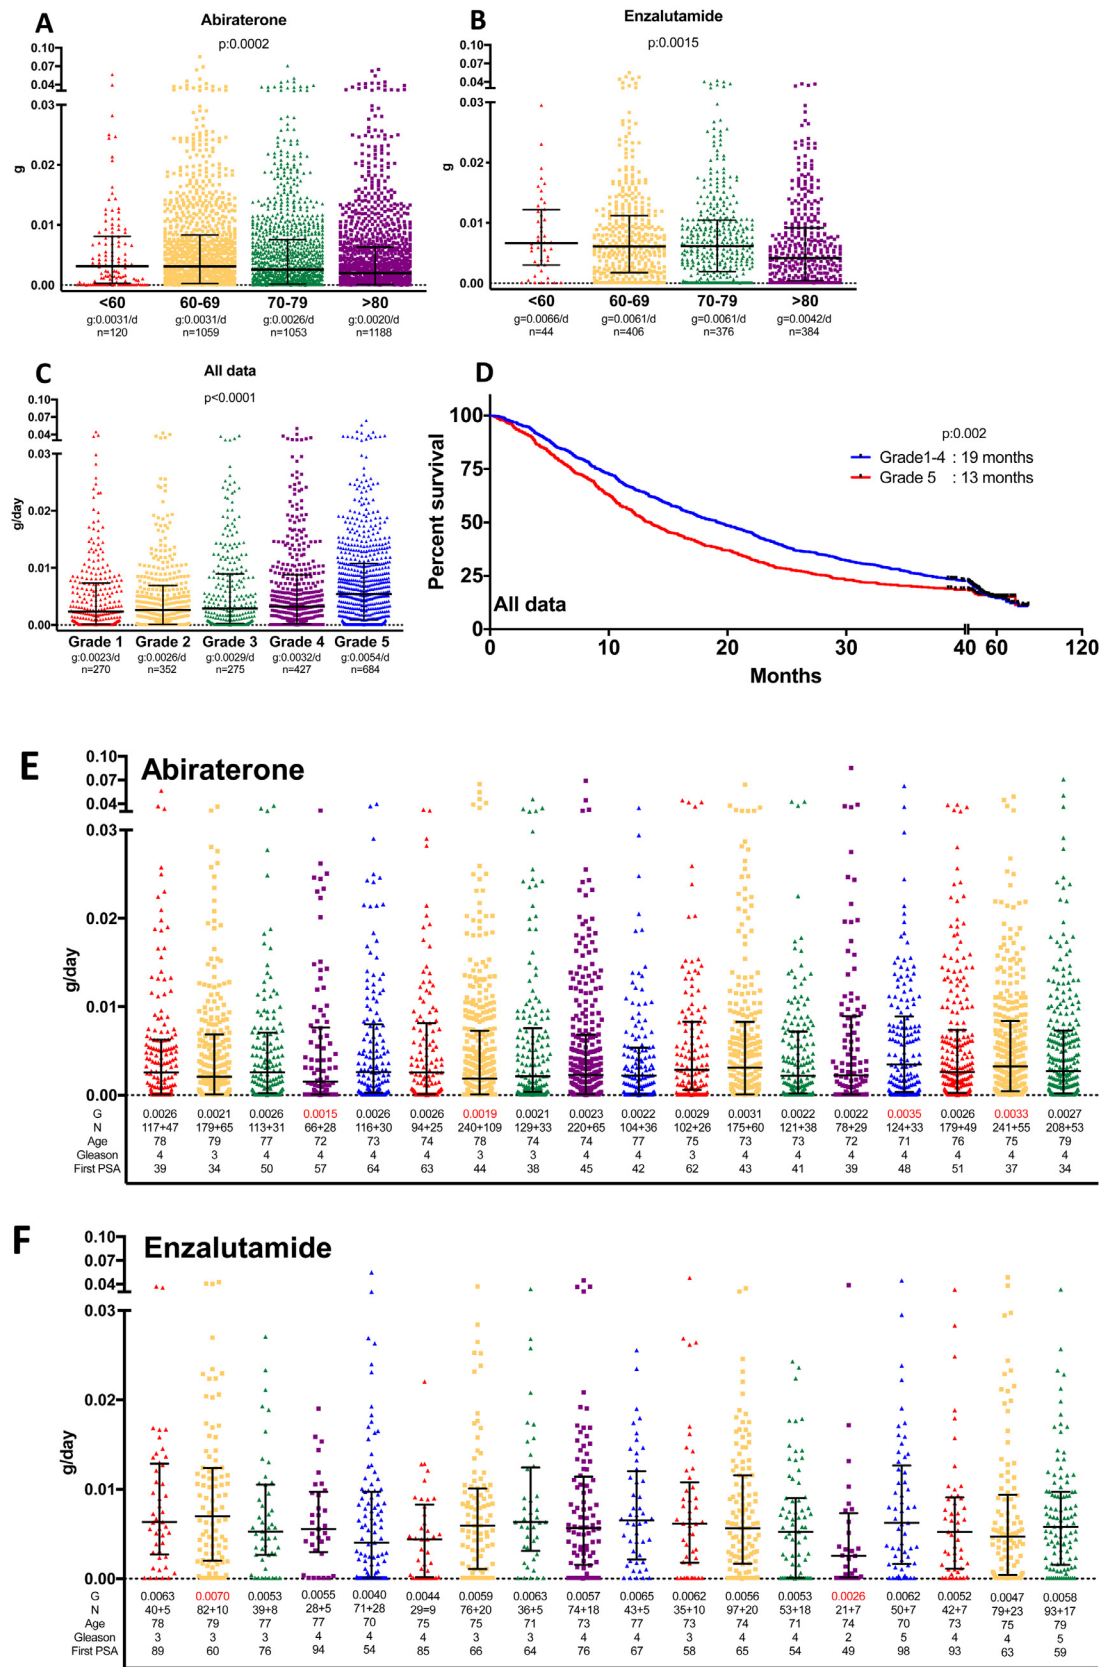 A
Abiraterone
p:0.0002
0.10
0.07
0.04
0.03
0.02
0.01
0.00
g
<60 60-69 70-79 >80
g:0.0031/d g:0.0031/d g:0.0026/d g:0.0020/d
n=120 n=1059 n=1053 n=1188
B
Enzalutamide
p:0.0015
0.10
0.07
0.04
0.03
0.02
0.01
0.00
g
<60 60-69 70-79 >80
g=0.0066/d g=0.0061/d g=0.0061/d g=0.0042/d
n=44 n=406 n=376 n=384
C
All data
p<0.0001
0.10
0.07
0.04
0.03
0.02
0.01
0.00
g/day
Grade 1 Grade 2 Grade 3 Grade 4 Grade 5
g:0.0023/d g:0.0026/d g:0.0029/d g:0.0032/d g:0.0054/d
n=270 n=352 n=275 n=427 n=684
D
p:0.002
Grade1-4 : 19 months
Grade 5 : 13 months
100
75
50
25
0
Percent survival
All data
0 10 20 30 40 60 120
Months
E
Abiraterone
0.10
0.07
0.04
0.03
0.02
0.01
0.00
g/day
G 0.0026 0.0021 0.0026 0.0015 0.0026 0.0026 0.0019 0.0021 0.0023 0.0022 0.0029 0.0031 0.0022 0.0022 0.0035 0.0026 0.0033 0.0027
N 117+47 179+65 113+31 66+28 116+30 94+25 240+109 129+33 220+65 104+36 102+26 175+60 121+38 78+29 124+33 179+49 241+55 208+53
Age 78 79 77 72 73 74 78 74 74 77 75 73 73 72 71 76 75 79
Gleason 4 3 4 4 4 4 3 3 4 4 3 4 4 4 4 4 4 4
First PSA 39 34 50 57 64 63 44 38 45 42 62 43 41 39 48 51 37 34
F
Enzalutamide
0.10
0.07
0.04
0.03
0.02
0.01
0.00
g/day
G 0.0063 0.0070 0.0053 0.0055 0.0040 0.0044 0.0059 0.0063 0.0057 0.0065 0.0062 0.0056 0.0053 0.0026 0.0062 0.0052 0.0047 0.0058
N 40+5 82+10 39+8 28+5 71+28 29=9 76+20 36+5 74+18 43+5 35+10 97+20 53+18 21+7 50+7 42+7 79+23 93+17
Age 78 79 77 77 70 75 75 71 73 77 73 74 71 74 70 73 75 79
Gleason 3 3 3 4 4 4 3 3 4 4 3 4 4 2 5 4 4 5
First PSA 89 60 76 94 54 85 66 64 76 67 58 65 54 49 98 93 63 59